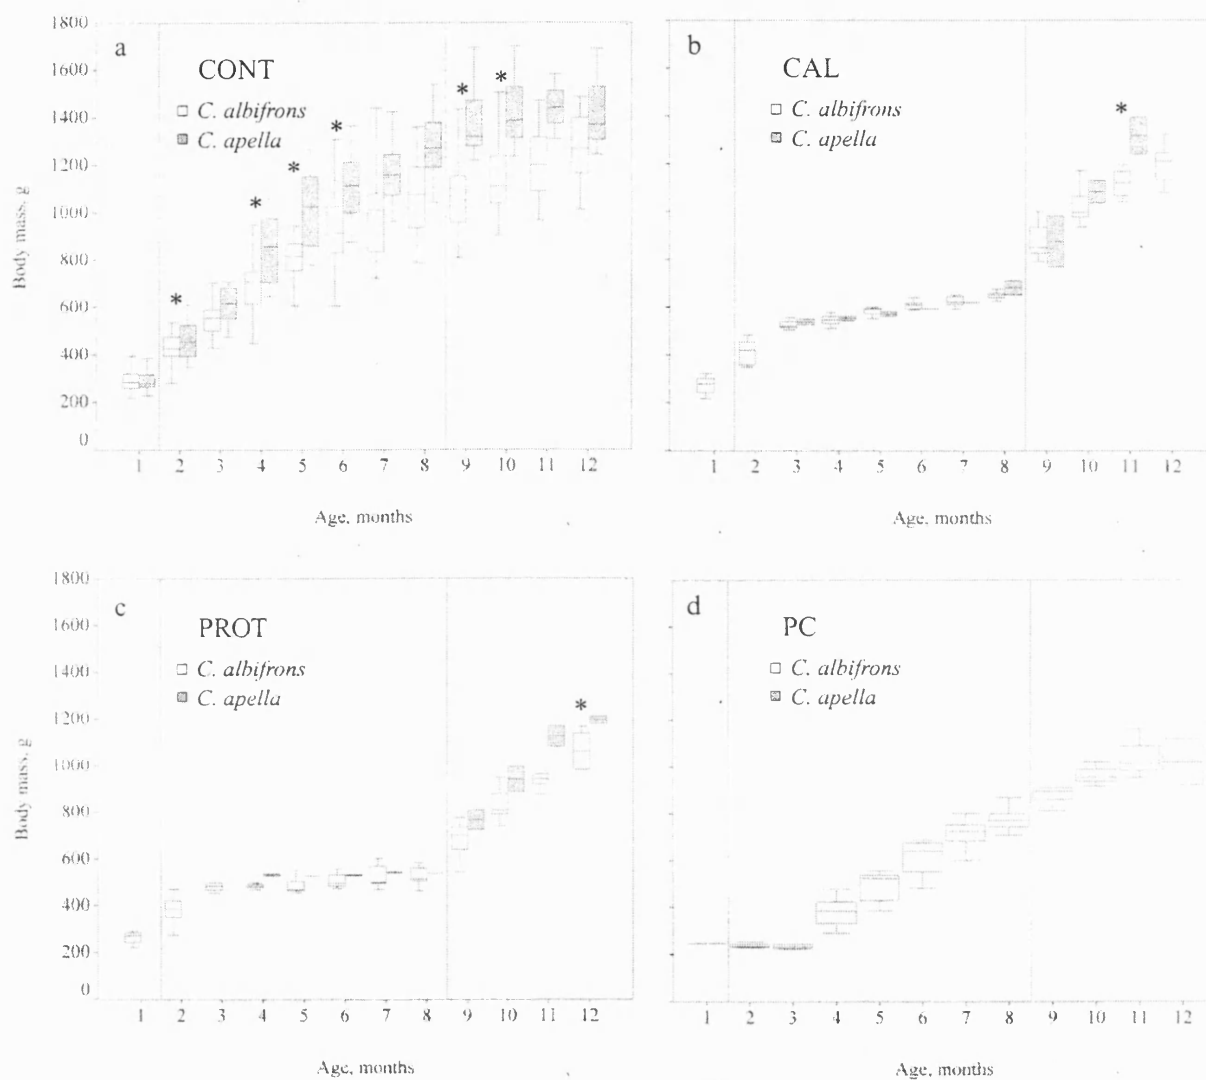 1800
a
CONT
1600
C. albifrons
1400
C. apella
1200
1000
800
600
400
200
0
* * * * * *
Body mass, g
1 2 3 4 5 6 7 8 9 10 11 12
Age, months
b
CAL
C. albifrons
C. apella
*
1 2 3 4 5 6 7 8 9 10 11 12
Age, months
1800
c
PROT
1600
C. albifrons
1400
C. apella
1200
1000
800
600
400
200
0
*
Body mass, g
1 2 3 4 5 6 7 8 9 10 11 12
Age, months
d
PC
C. albifrons
C. apella
1 2 3 4 5 6 7 8 9 10 11 12
Age, months